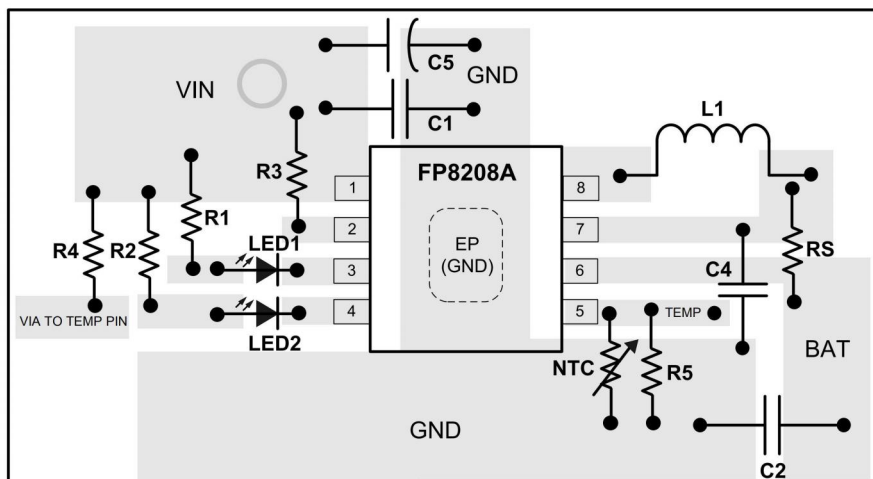 C5
GND
VIN
C1
L1
R3
FP8208A
1
8
R1
2
7
R4
R2
LED1
EP
(GND)
RS
3
6
C4
4
5
TEMP
VIA TO TEMP PIN
LED2
NTC
R5
BAT
GND
C2